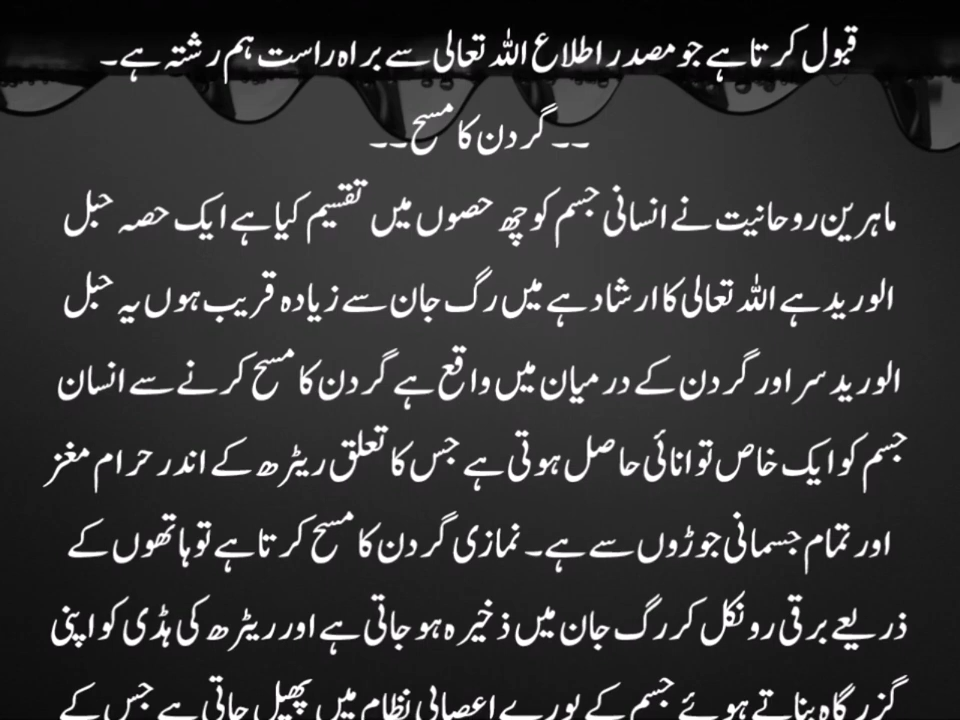 قبول کرتا ہے جو مصدر اطلاع اللہ تعالی سے براہ راست ہم رشتہ ہے۔
۔۔گردن کا مسح۔۔
ماہرین روحانیت نے انسانی جسم کو چھ حصوں میں تقسیم کیا ہے ایک حصہ حبل
الورید ہے اللہ تعالی کا ارشاد ہے میں رگ جان سے زیادہ قریب ہوں یہ حبل
الورید سر اور گردن کے درمیان میں واقع ہے گردن کا مسح کرنے سے انسان
جسم کو ایک خاص توانائی حاصل ہوتی ہے جس کا تعلق ریڑھ کے اندر حرام مغز
اور تمام جسمانی جوڑوں سے ہے۔ نمازی گردن کا مسح کرتا ہے تو ہاتھوں کے
ذریعے برقی رو نکل کر رگ جان میں ذخیرہ ہو جاتی ہے اور ریڑھ کی ہڈی کو اپنی
گزرگاہ بناتے ہوئے جسم کے پورے اعصابی نظام میں پھیل جاتی ہے جس کے